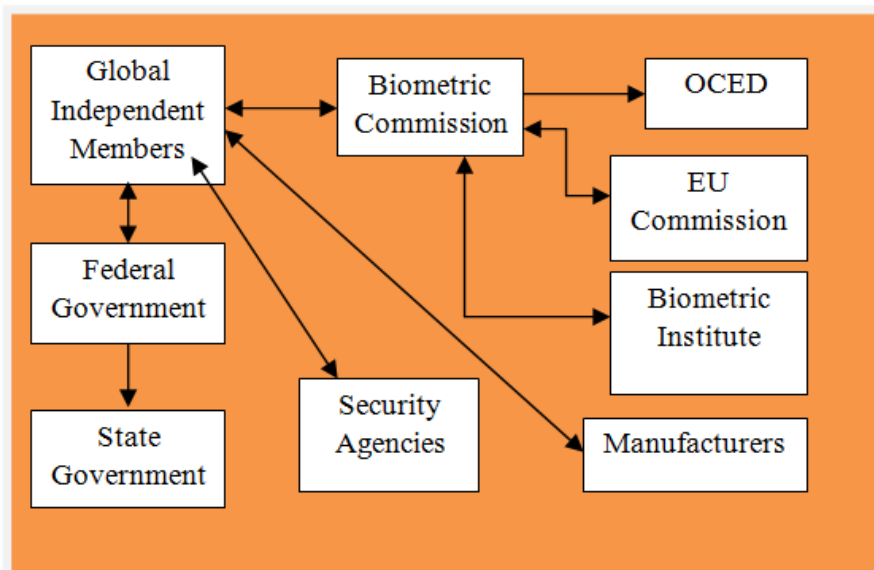 Global
Independent
Members
Biometric
Commission
OCED
EU
Commission
Federal
Government
Biometric
Institute
Security
Agencies
State
Government
Manufacturers